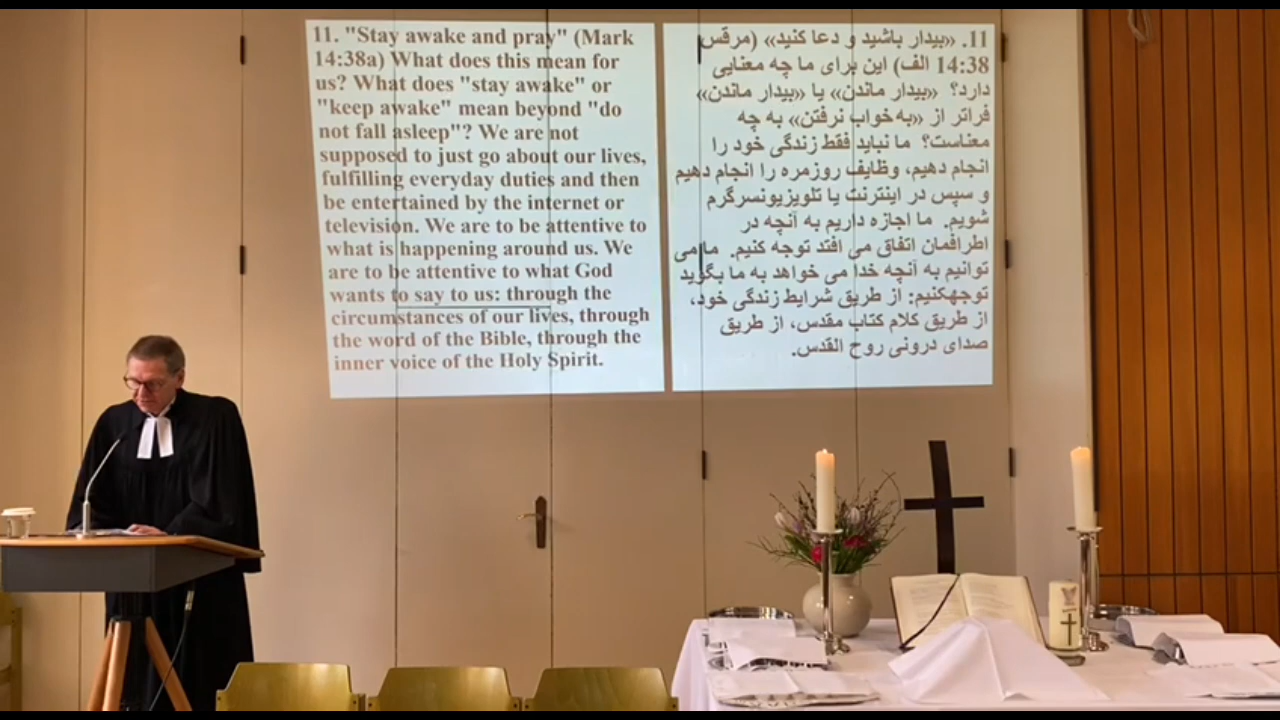 11. "Stay awake and pray" (Mark
14:38a) What does this mean for
us? What does "stay awake" or
"keep awake" mean beyond "do
not fall asleep"? We are not
supposed to just go about our lives,
fulfilling everyday duties and then
be entertained by the internet or
television. We are to be attentive to
what is happening around us. We
are to be attentive to what God
wants to say to us: through the
circumstances of our lives, through
the word of the Bible, through the
inner voice of the Holy Spirit.
11. «بیدار باشید و دعا کنید» (مرقس
14:38 الف) این برای ما چه معنایی
دارد؟ «بیدار ماندن» یا «بیدار ماندن»
فراتر از «به خواب نرفتن» به چه
معناست؟ ما نباید فقط زندگی خود را
انجام دهیم، وظایف روزمره را انجام دهیم
و سپس در اینترنت یا تلویزیونسرگرم
شویم. ما اجازه داریم به آنچه در
اطرافمان اتفاق می افتد توجه کنیم. ما می
توانیم به آنچه خدا می خواهد به ما بگوید
توجهکنیم: از طریق شرایط زندگی خود،
از طریق کلام کتاب مقدس، از طریق
صدای درونی روح القدس.